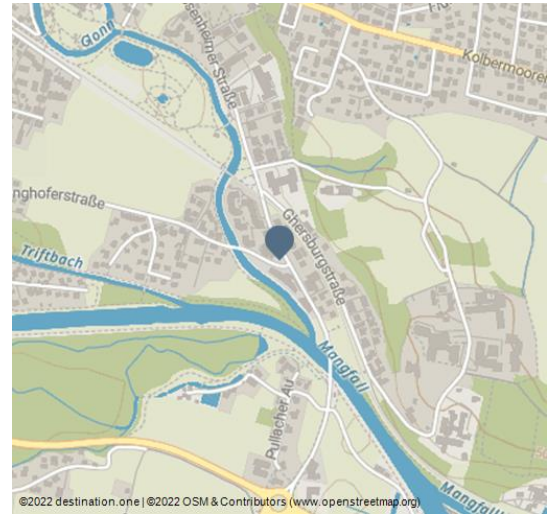 Gonn
senheimer Straße
Kolbermoorer
nghoferstraße
Ghersburgstraße
Triftbach
Mangfall
Pullacher Au
Mangfall
©2022 destination.one | ©2022 OSM & Contributors (www.openstreetmap.org)